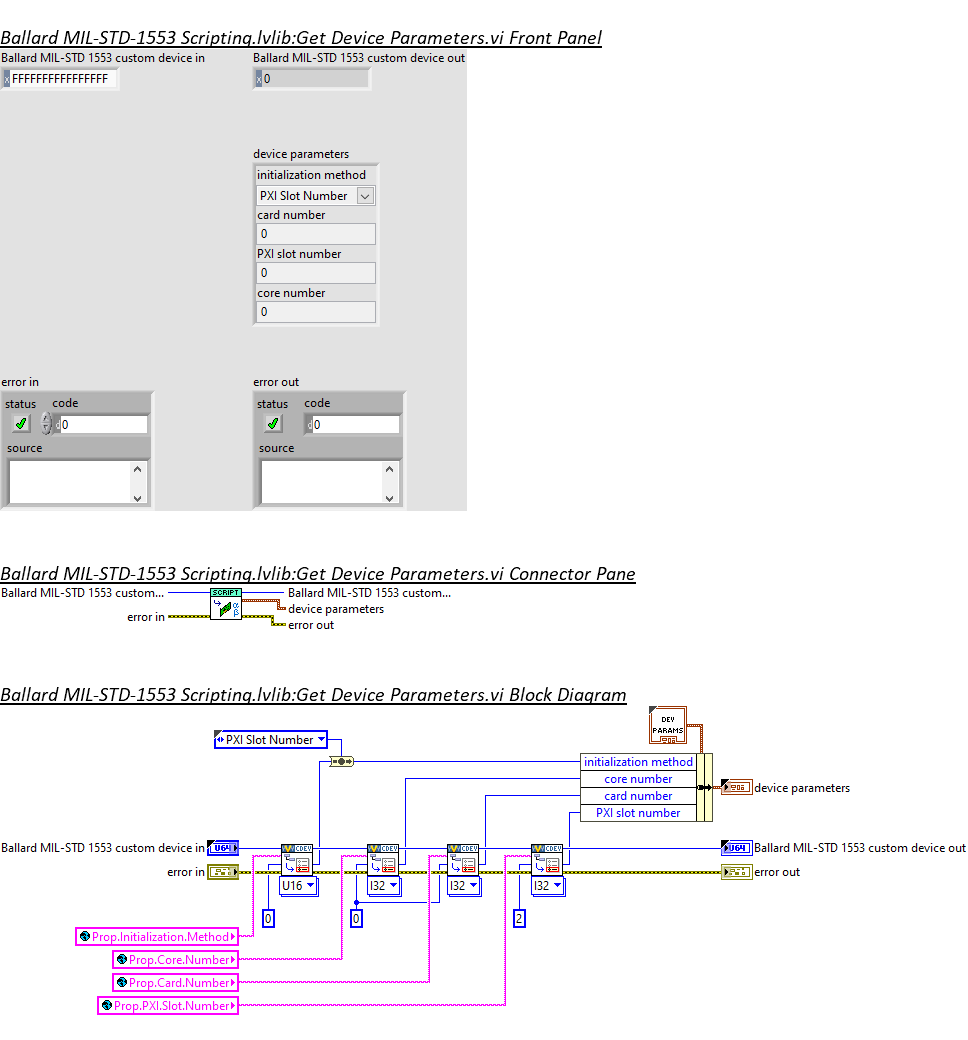 Ballard MIL-STD-1553 Scripting.lvlib:Get Device Parameters.vi Front Panel
Ballard MIL-STD 1553 custom device in
Ballard MIL-STD 1553 custom device out
x FFFFFFFFFFFFFFFF
x 0
device parameters
initialization method
PXI Slot Number
card number
0
PXI slot number
0
core number
0
error in
error out
status code
status code
d 0
d 0
source
source
Ballard MIL-STD-1553 Scripting.lvlib:Get Device Parameters.vi Connector Pane
Ballard MIL-STD 1553 custom...
SCRIPT
Ballard MIL-STD 1553 custom...
α
β
device parameters
error in
error out
Ballard MIL-STD-1553 Scripting.lvlib:Get Device Parameters.vi Block Diagram
DEV
PARAMS
PXI Slot Number
initialization method
core number
card number
PXI slot number
device parameters
Ballard MIL-STD 1553 custom device in
U64
CDEV
CDEV
CDEV
CDEV
U64
Ballard MIL-STD 1553 custom device out
error in
error out
U16
I32
I32
I32
0
0
2
Prop.Initialization.Method
Prop.Core.Number
Prop.Card.Number
Prop.PXI.Slot.Number